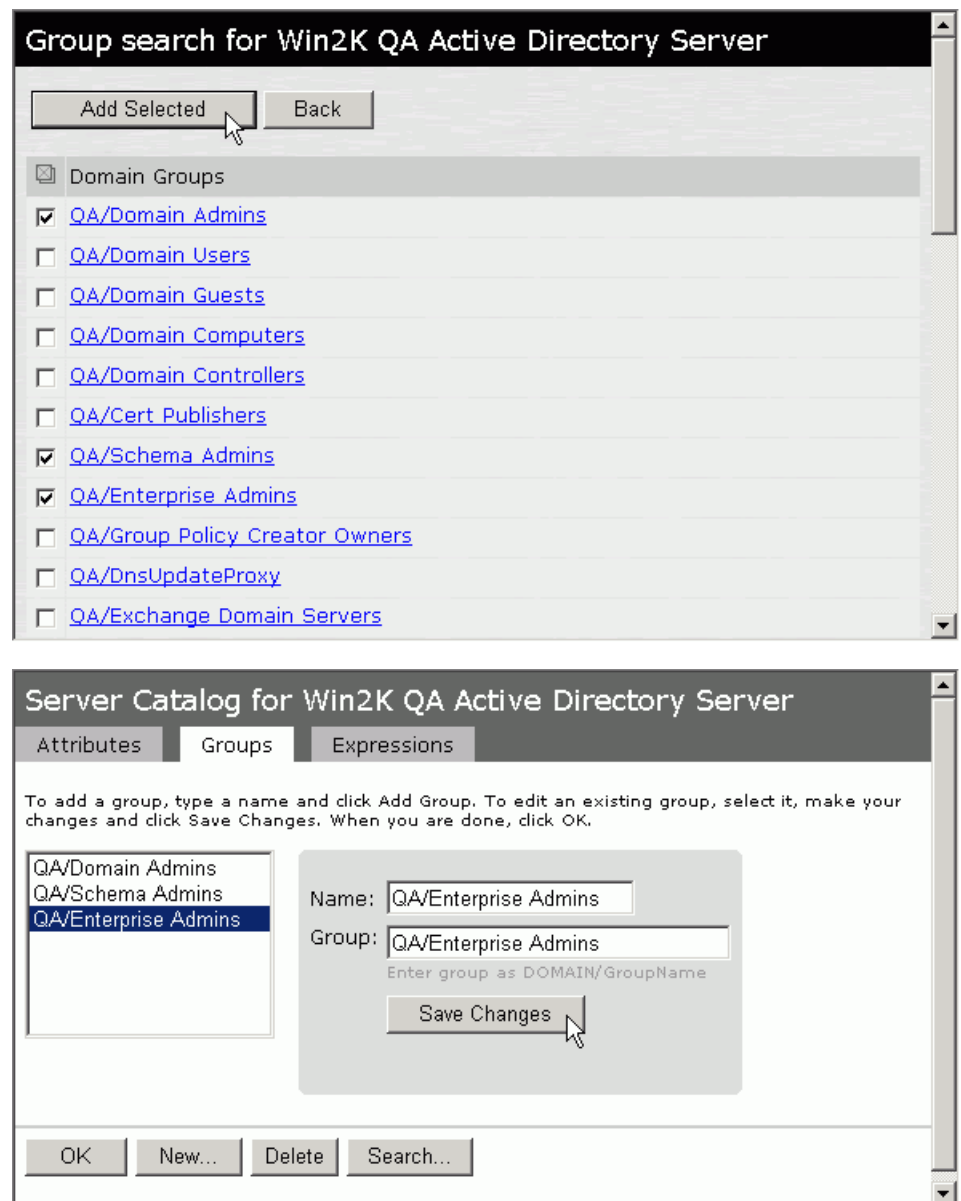 Group search for Win2K QA Active Directory Server
Add Selected Back
Domain Groups
QA/Domain Admins
QA/Domain Users
QA/Domain Guests
QA/Domain Computers
QA/Domain Controllers
QA/Cert Publishers
QA/Schema Admins
QA/Enterprise Admins
QA/Group Policy Creator Owners
QA/DnsUpdateProxy
QA/Exchange Domain Servers
Server Catalog for Win2K QA Active Directory Server
Attributes Groups Expressions
To add a group, type a name and click Add Group. To edit an existing group, select it, make your
changes and click Save Changes. When you are done, click OK.
QA/Domain Admins
QA/Schema Admins
QA/Enterprise Admins
Name: QA/Enterprise Admins
Group: QA/Enterprise Admins
Enter group as DOMAIN/GroupName
Save Changes
OK New... Delete Search...